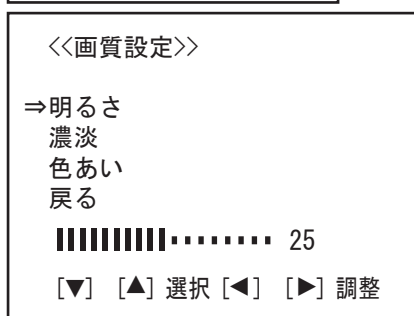 <<画質設定>>
⇒明るさ
濃淡
色あい
戻る
25
[▼] [▲] 選択 [◀] [▶] 調整